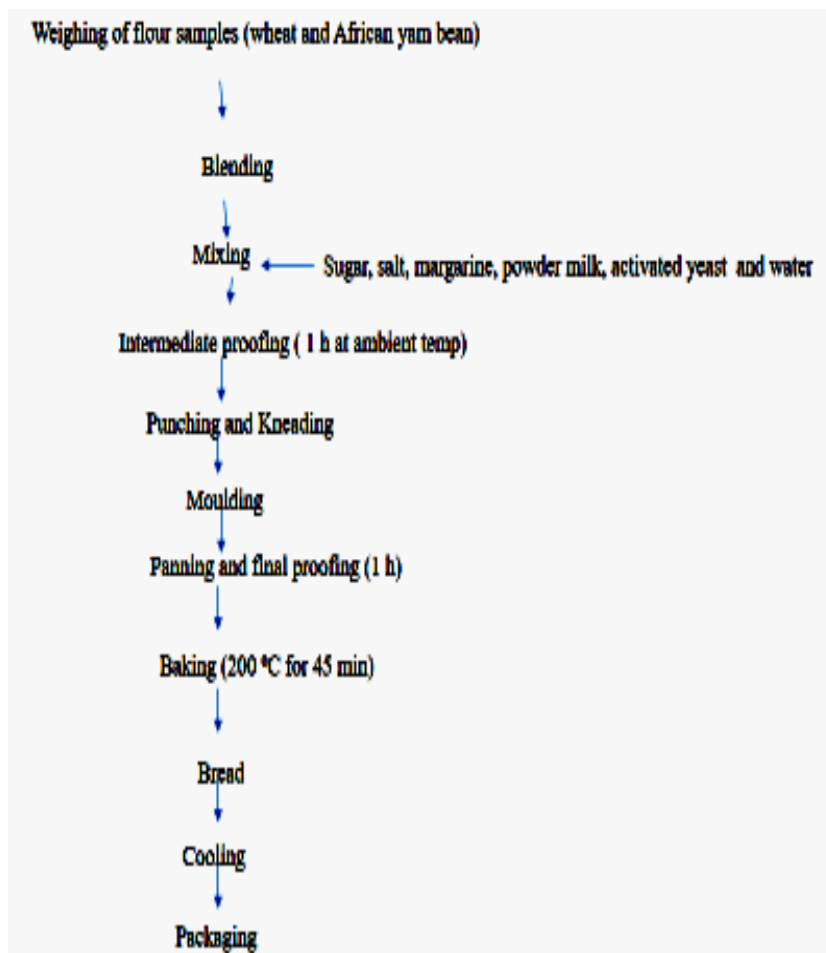 Weighing of flour samples (wheat and African yam bean)
Blending
Mixing
Sugar, salt, margarine, powder milk, activated yeast and water
Intermediate proofing ( 1 h at ambient temp)
Punching and Kneading
Moulding
Panning and final proofing (1 h)
Baking (200 ⁰C for 45 min)
Bread
Cooling
Packaging